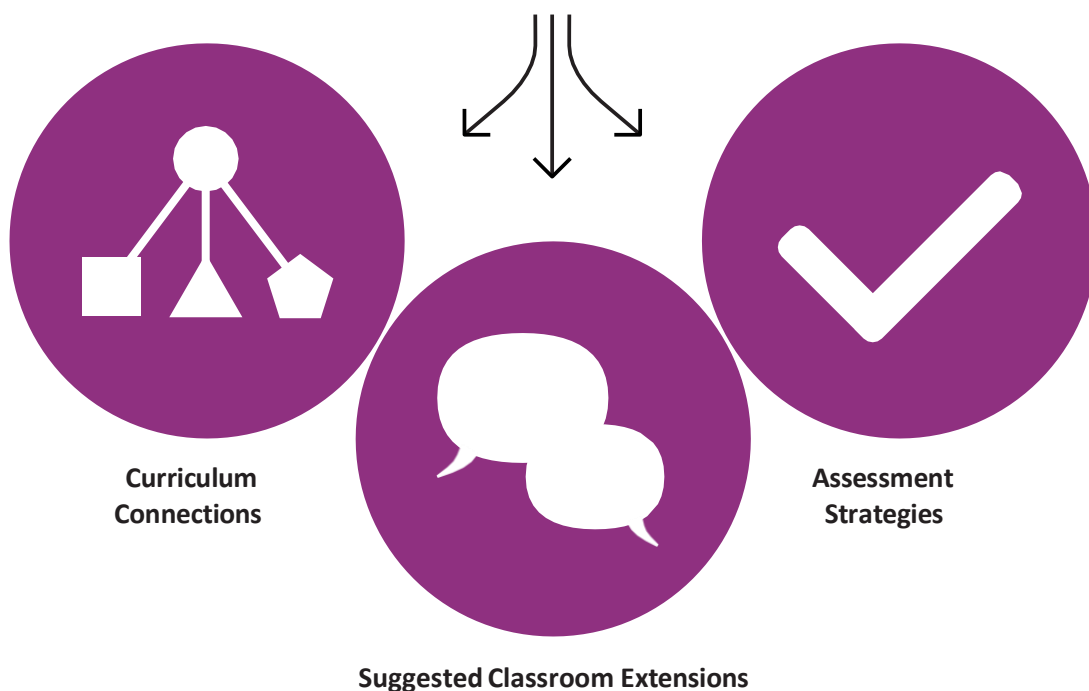 Curriculum
Connections
Assessment
Strategies
Suggested Classroom Extensions